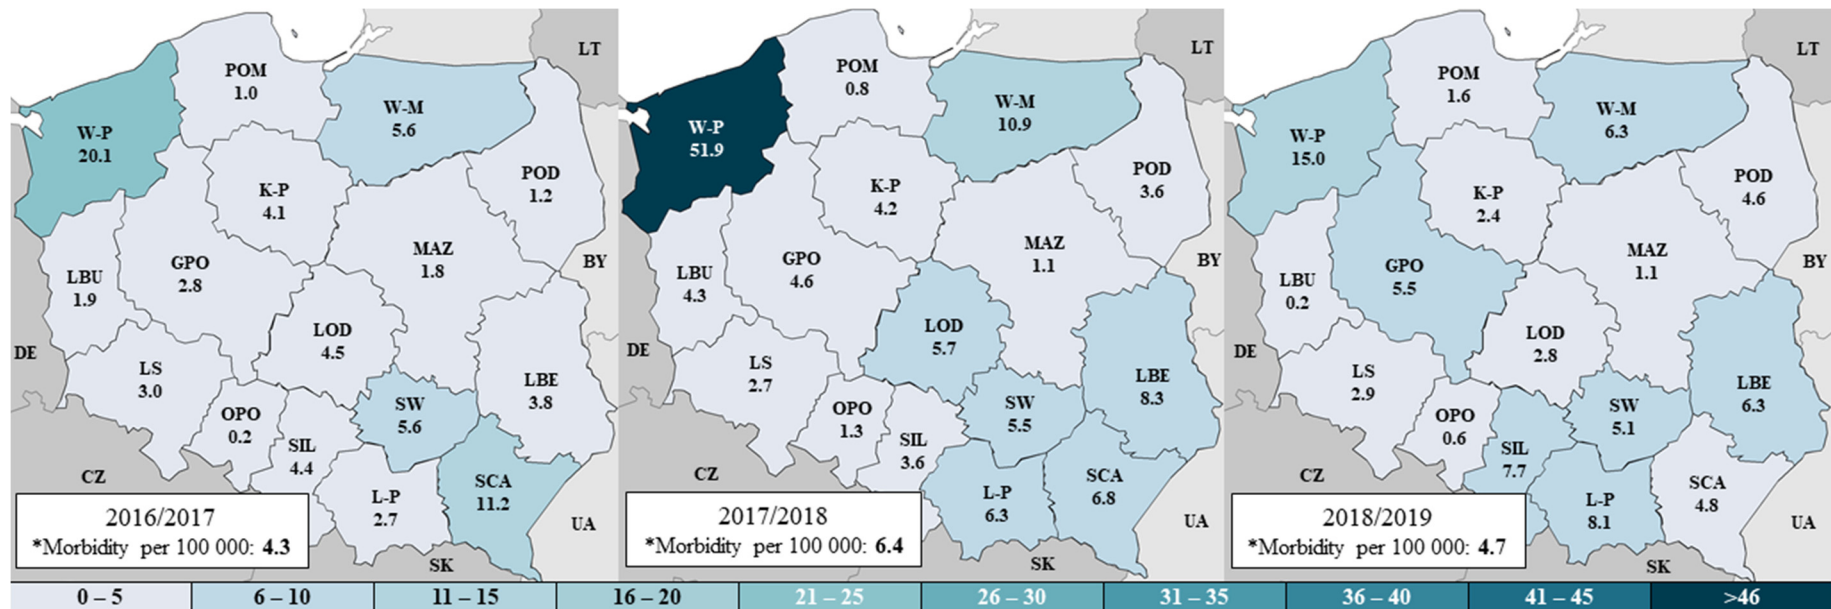 LT
POM
1.0
W-M
5.6
W-P
20.1
POD
1.2
K-P
4.1
MAZ
1.8
BY
GPO
2.8
LBU
1.9
LOD
4.5
DE
LS
3.0
LBE
3.8
SW
5.6
OPO
0.2
SIL
4.4
CZ
SCA
11.2
L-P
2.7
UA
SK
2016/2017
*Morbidity per 100 000: 4.3
LT
POM
0.8
W-M
10.9
W-P
51.9
POD
3.6
K-P
4.2
MAZ
1.1
BY
GPO
4.6
LBU
4.3
LOD
5.7
DE
LS
2.7
LBE
8.3
SW
5.5
OPO
1.3
SIL
3.6
CZ
SCA
6.8
L-P
6.3
UA
SK
2017/2018
*Morbidity per 100 000: 6.4
LT
POM
1.6
W-M
6.3
W-P
15.0
POD
4.6
K-P
2.4
MAZ
1.1
BY
GPO
5.5
LBU
0.2
LOD
2.8
DE
LS
2.9
LBE
6.3
SW
5.1
OPO
0.6
SIL
7.7
CZ
SCA
4.8
L-P
8.1
UA
SK
2018/2019
*Morbidity per 100 000: 4.7
0 – 5
6 – 10
11 – 15
16 – 20
21 – 25
26 – 30
31 – 35
36 – 40
41 – 45
>46